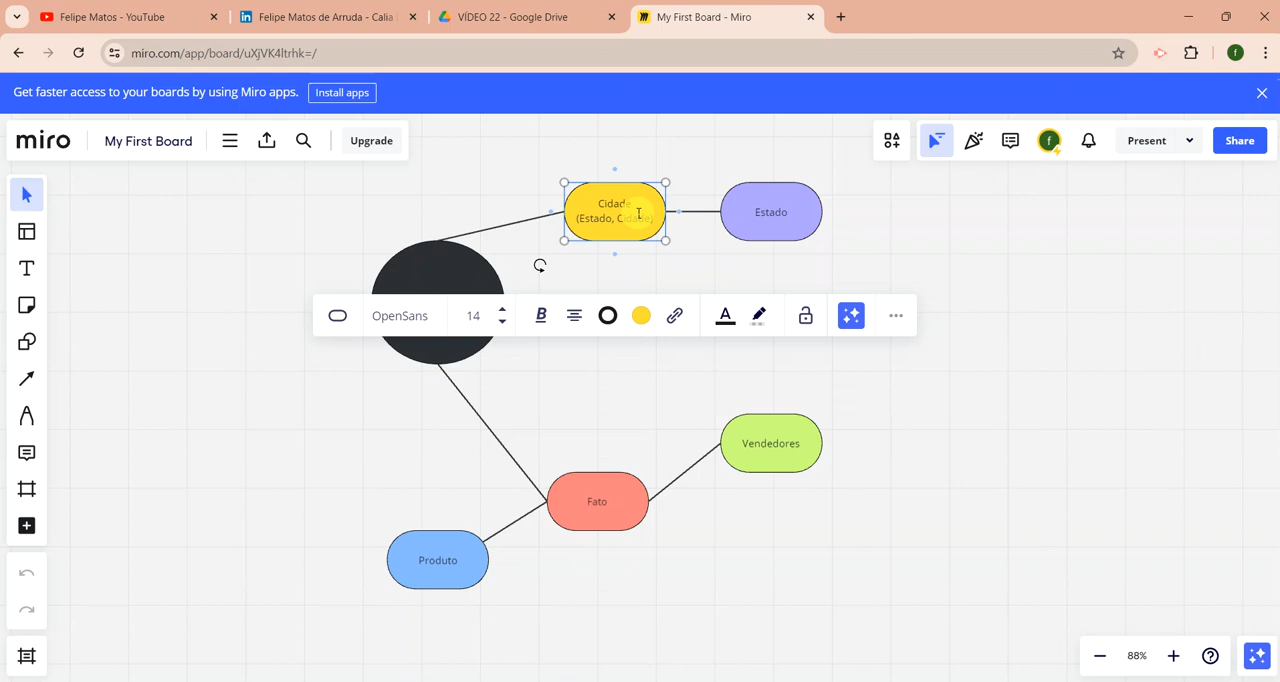 Felipe Matos - YouTube
Felipe Matos de Arruda - Calia
VÍDEO 22 - Google Drive
My First Board - Miro
miro.com/app/board/uXjVK4ltrhk=/
f
Get faster access to your boards by using Miro apps.
Install apps
miro
My First Board
Upgrade
f
Present
Share
Cidade
(Estado, Cidade)
Estado
OpenSans
14
B
A
Vendedores
Fato
Produto
88%